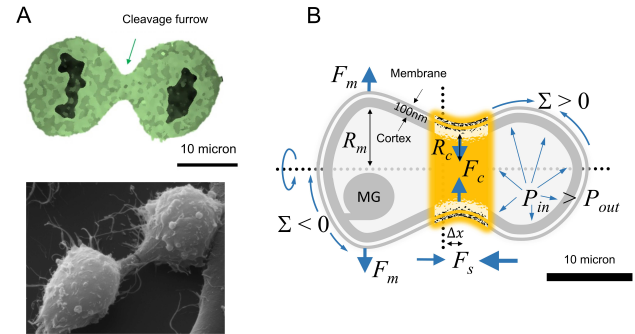 A
Cleavage furrow
10 micron
B
F_m
Membrane
100nm
Cortex
Σ > 0
R_m
R_c
F_c
MG
P_in > P_out
Σ < 0
Δx
F_m
F_s
10 micron